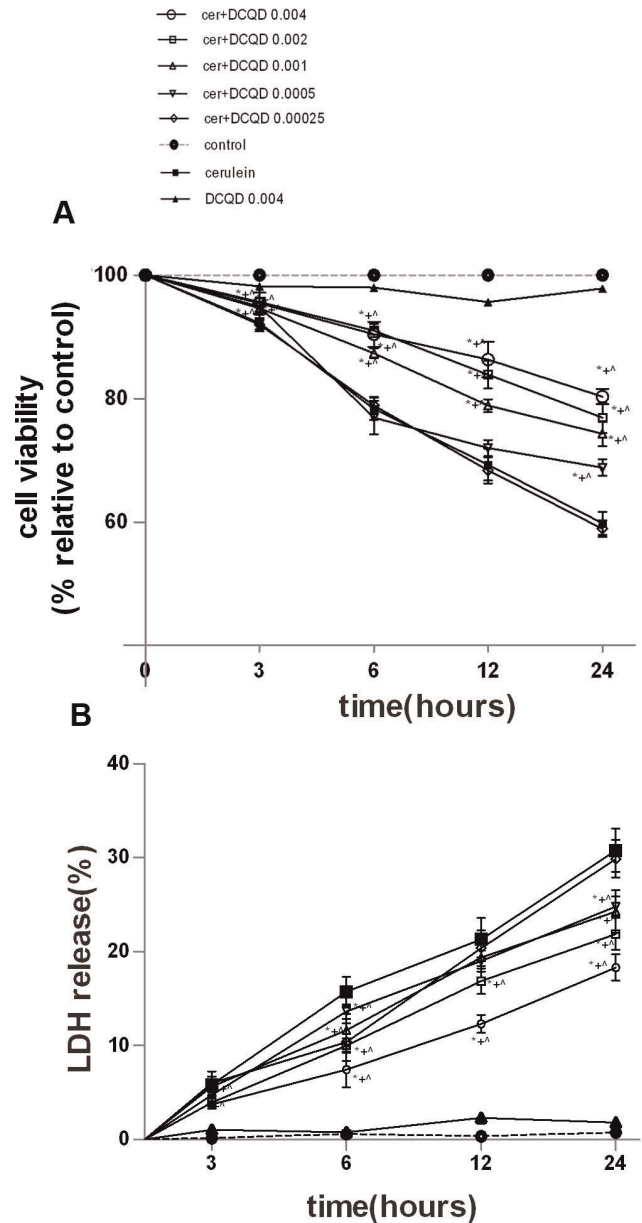 cer+DCQD 0.004
cer+DCQD 0.002
cer+DCQD 0.001
cer+DCQD 0.0005
cer+DCQD 0.00025
control
cerulein
DCQD 0.004
A
cell viability
(% relative to control)
100
80
60
*+^
*+^
*+^
*+^
*+^
*+^
*+^
*+^
*+^
*+^
*+^
*+^
*+^
0 3 6 12 24
time(hours)
B
LDH release(%)
40
30
20
10
0
*+^
*+^
*+^
*+^
*+^
*+^
*+^
*+^
*+^
3 6 12 24
time(hours)